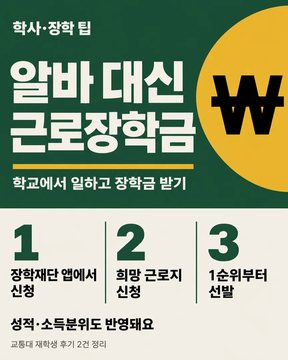 학사·장학 팁
알바 대신
근로장학금
₩
학교에서 일하고 장학금 받기
1
장학재단 앱에서
신청
2
희망 근로지
신청
3
1순위부터
선발
성적·소득분위도 반영돼요
교통대 재학생 후기 2건 정리